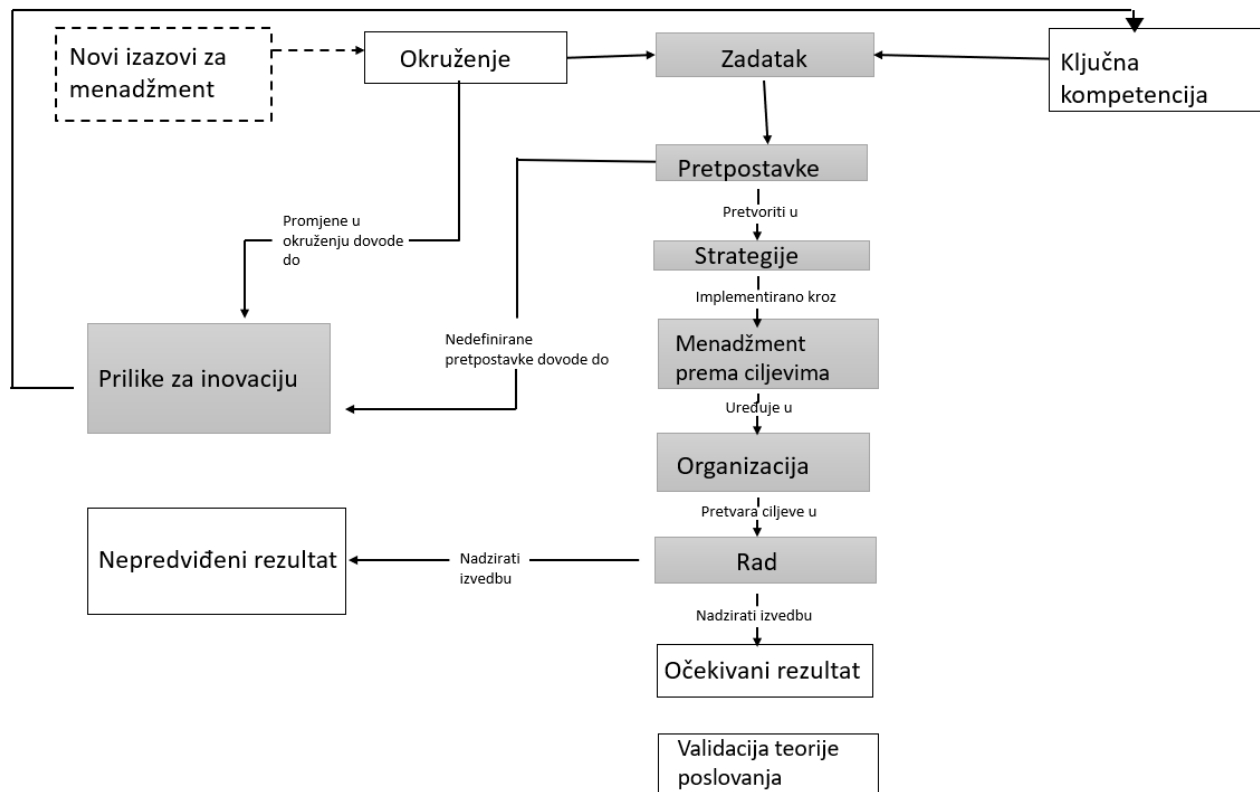 Novi izazovi za
menadžment
Okruženje
Zadatak
Ključna
kompetencija
Pretpostavke
Pretvoriti u
Promjene u
okruženju dovode
do
Strategije
Implementirano kroz
Prilike za inovaciju
Nedefinirane
pretpostavke dovode do
Menadžment
prema ciljevima
Uređuje u
Organizacija
Pretvara ciljeve u
Nepredviđeni rezultat
Nadzirati
izvedbu
Rad
Nadzirati izvedbu
Očekivani rezultat
Validacija teorije
poslovanja